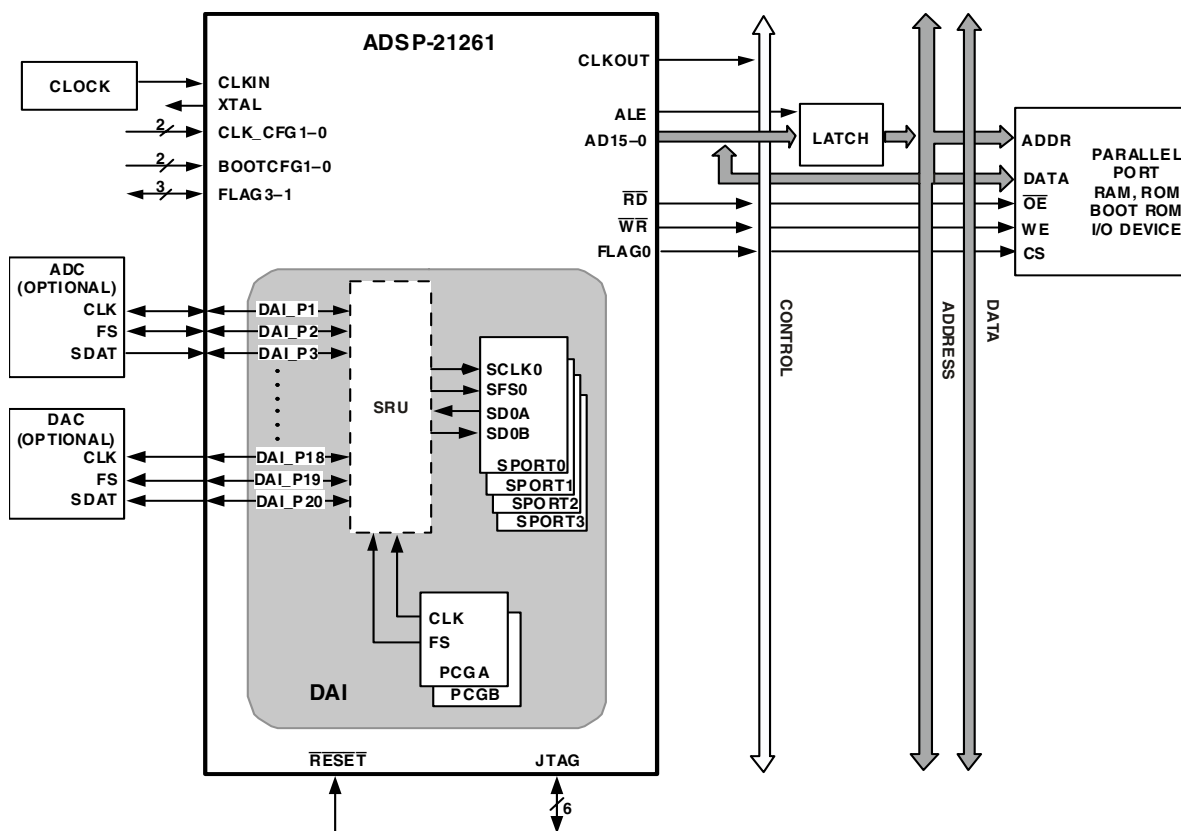 ADSP-21261
CLOCK
CLKIN
XTAL
2
CLK_CFG1–0
2
BOOTCFG1–0
3
FLAG3–1
CLKOUT
ALE
AD15–0
LATCH
RD
WR
FLAG0
ADDR
DATA
OE
WE
CS
PARALLEL
PORT
RAM, ROM
BOOT ROM
I/O DEVICE
CONTROL
ADDRESS
DATA
ADC
(OPTIONAL)
CLK
FS
SDAT
DAC
(OPTIONAL)
CLK
FS
SDAT
DAI_P1
DAI_P2
DAI_P3
DAI_P18
DAI_P19
DAI_P20
SRU
SCLK0
SFS0
SD0A
SD0B
SPORT0
SPORT1
SPORT2
SPORT3
CLK
FS
PCGA
PCGB
DAI
RESET
JTAG
6